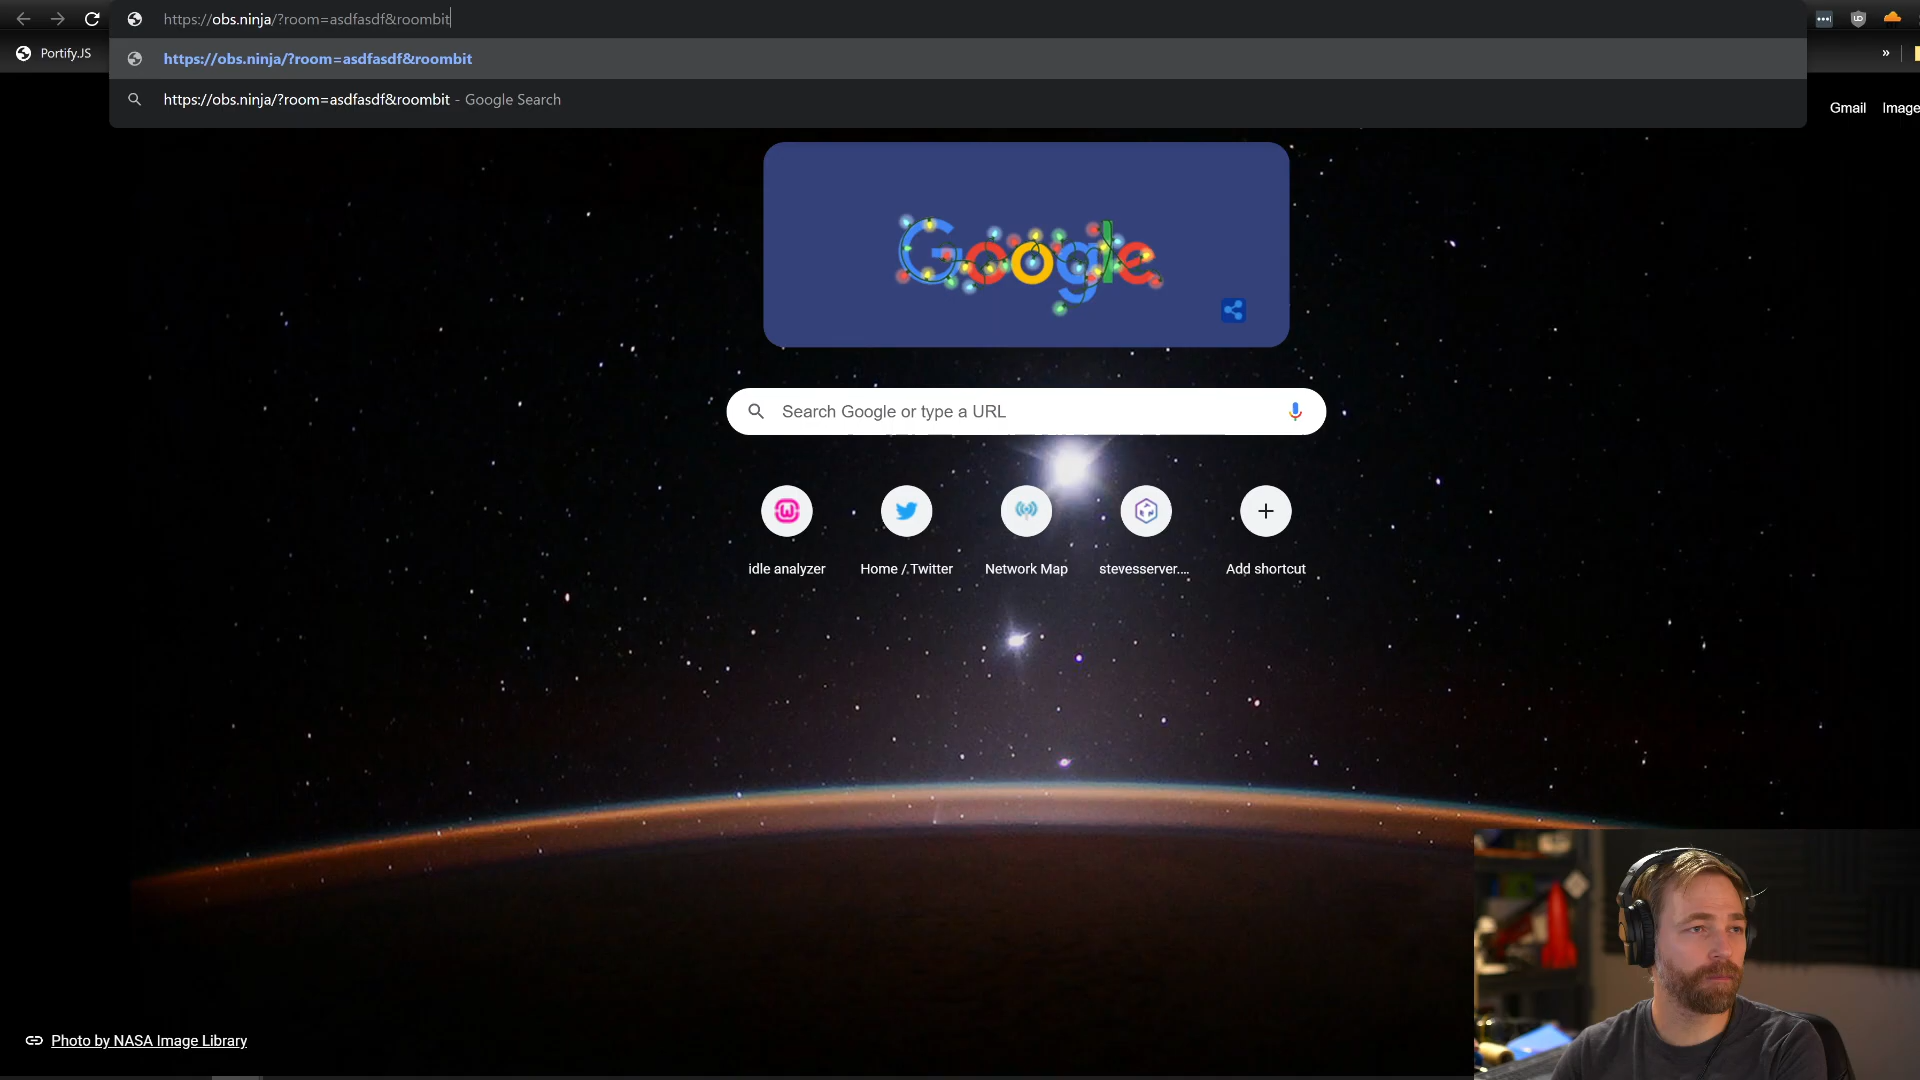 https://obs.ninja/?room=asdfasdf&roombit
Portify.JS
https://obs.ninja/?room=asdfasdf&roombit
»
https://obs.ninja/?room=asdfasdf&roombit - Google Search
Gmail Image
Google
Search Google or type a URL
idle analyzer
Home / Twitter
Network Map
stevesserver....
Add shortcut
Photo by NASA Image Library